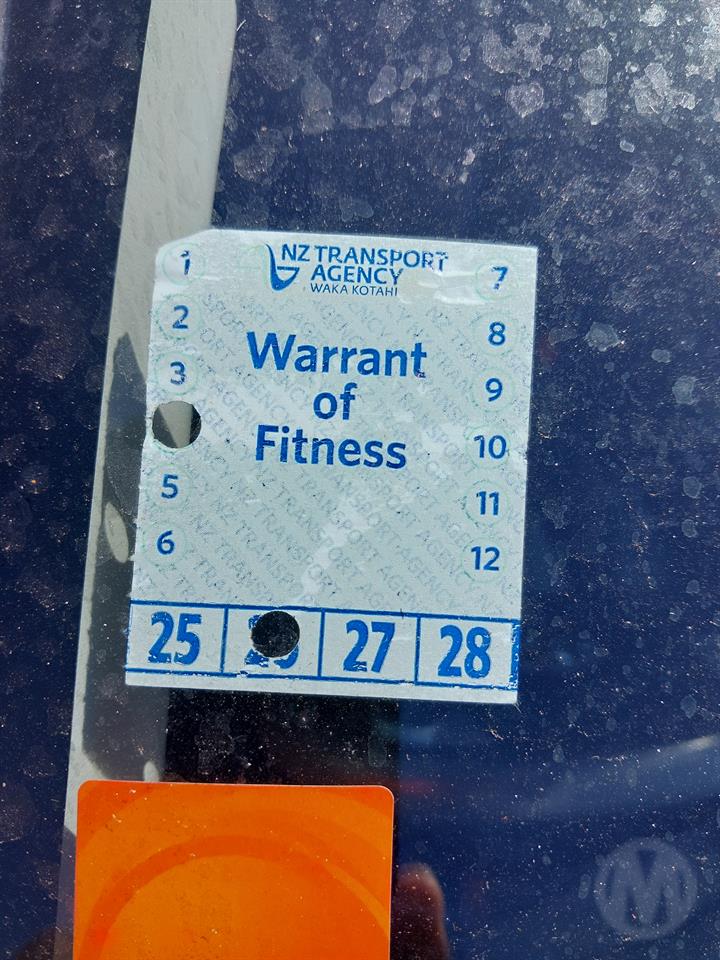 NZ TRANSPORT
AGENCY
WAKA KOTAHI
1
7
2
8
Warrant
3
9
of
10
Fitness
5
11
6
12
25 27 28
M